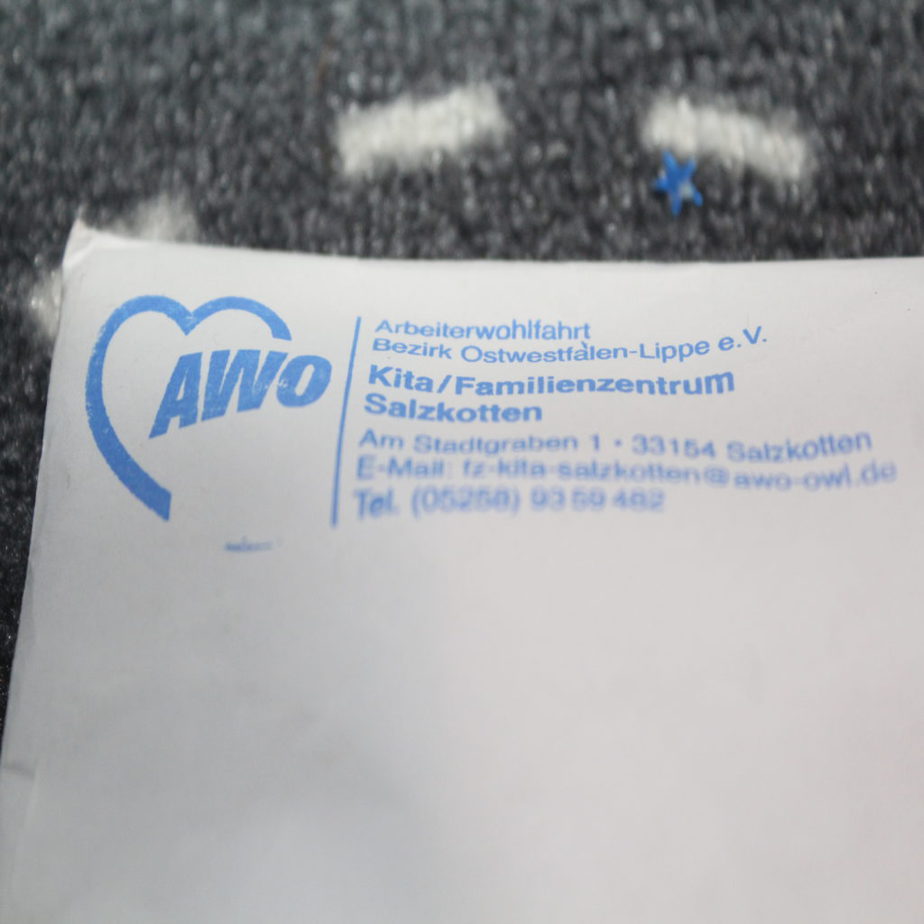 AWO
Arbeiterwohlfahrt
Bezirk Ostwestfalen-Lippe e.V.
Kita/Familienzentrum
Salzkotten
Am Stadtgraben 1 • 33154 Salzkotten
E-Mail: fz-kita-salzkotten@awo-owl.de
Tel. (05258) 93 59 462